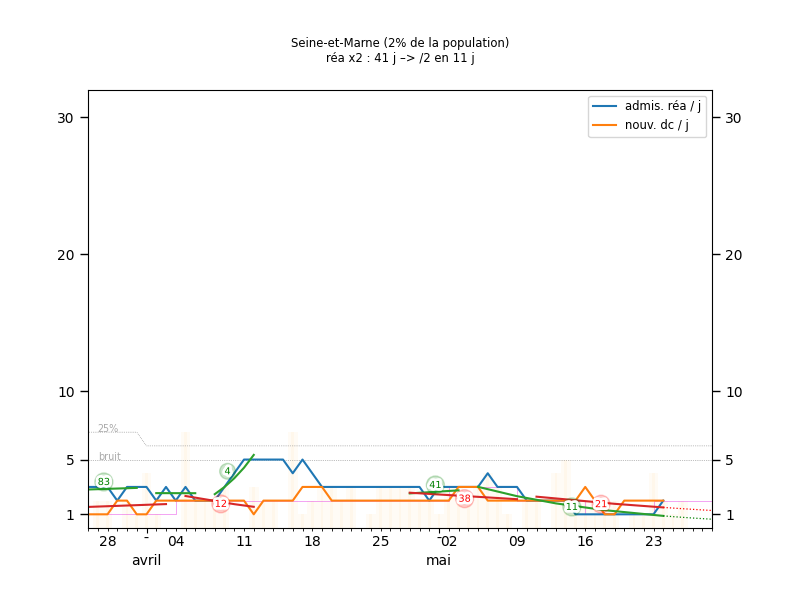 Seine-et-Marne (2% de la population)
réa x2 : 41 j –> /2 en 11 j
admis. réa / j
nouv. dc / j
30 30
20 20
10 10
25%
bruit
5 5
83 4 12 41 38 11 21
1 1
28 04 11 18 25 02 09 16 23
avril mai